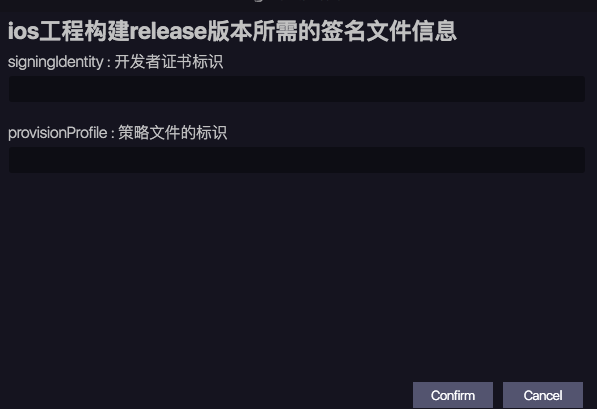 ios工程构建release版本所需的签名文件信息
signingIdentity : 开发者证书标识
provisionProfile : 策略文件的标识
Confirm
Cancel